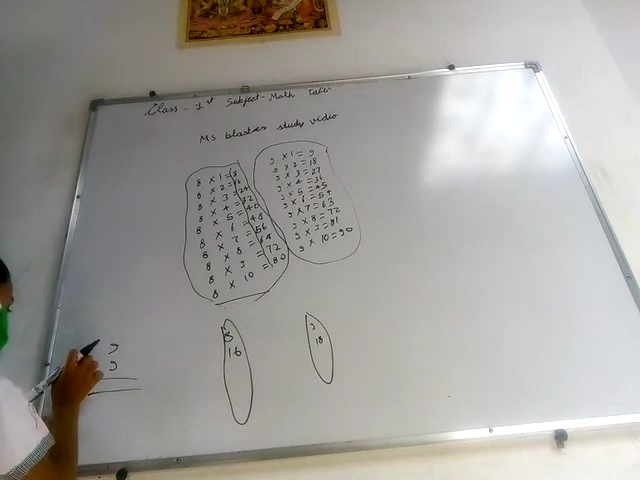 Class - 1st Subject - Math Table
Ms blaster study video
8 x 1 = 8
8 x 2 = 16
8 x 3 = 24
8 x 4 = 32
8 x 5 = 40
8 x 6 = 48
8 x 7 = 56
8 x 8 = 64
8 x 9 = 72
8 x 10 = 80
9 x 1 = 9
9 x 2 = 18
9 x 3 = 27
9 x 4 = 36
9 x 5 = 45
9 x 6 = 54
9 x 7 = 63
9 x 8 = 72
9 x 9 = 81
9 x 10 = 90
8
16
9
18
9
9